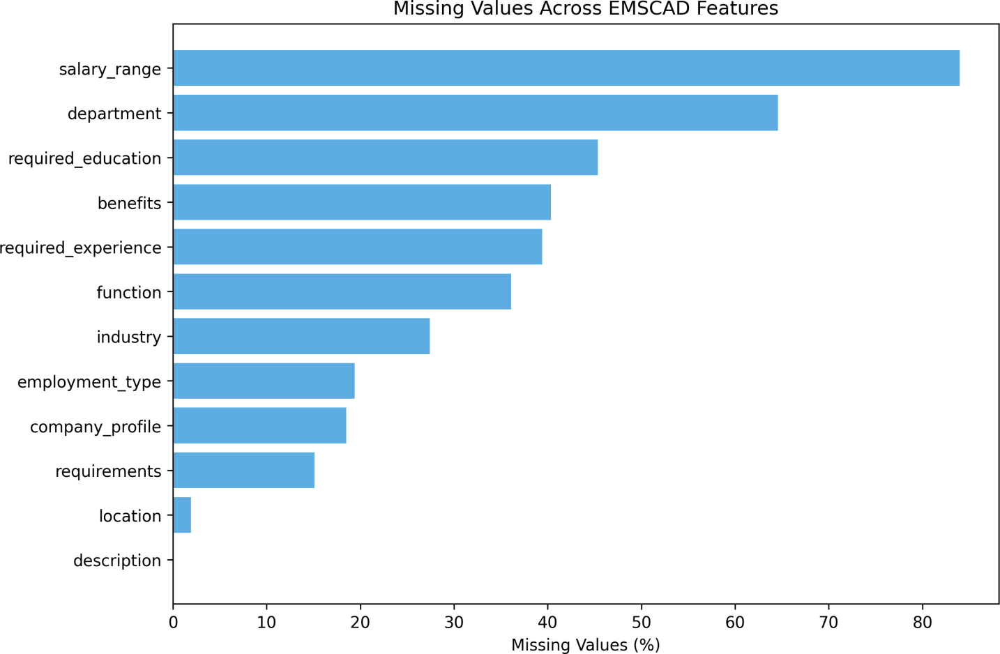 Missing Values Across EMSCAD Features
salary_range
department
required_education
benefits
required_experience
function
industry
employment_type
company_profile
requirements
location
description
0 10 20 30 40 50 60 70 80
Missing Values (%)